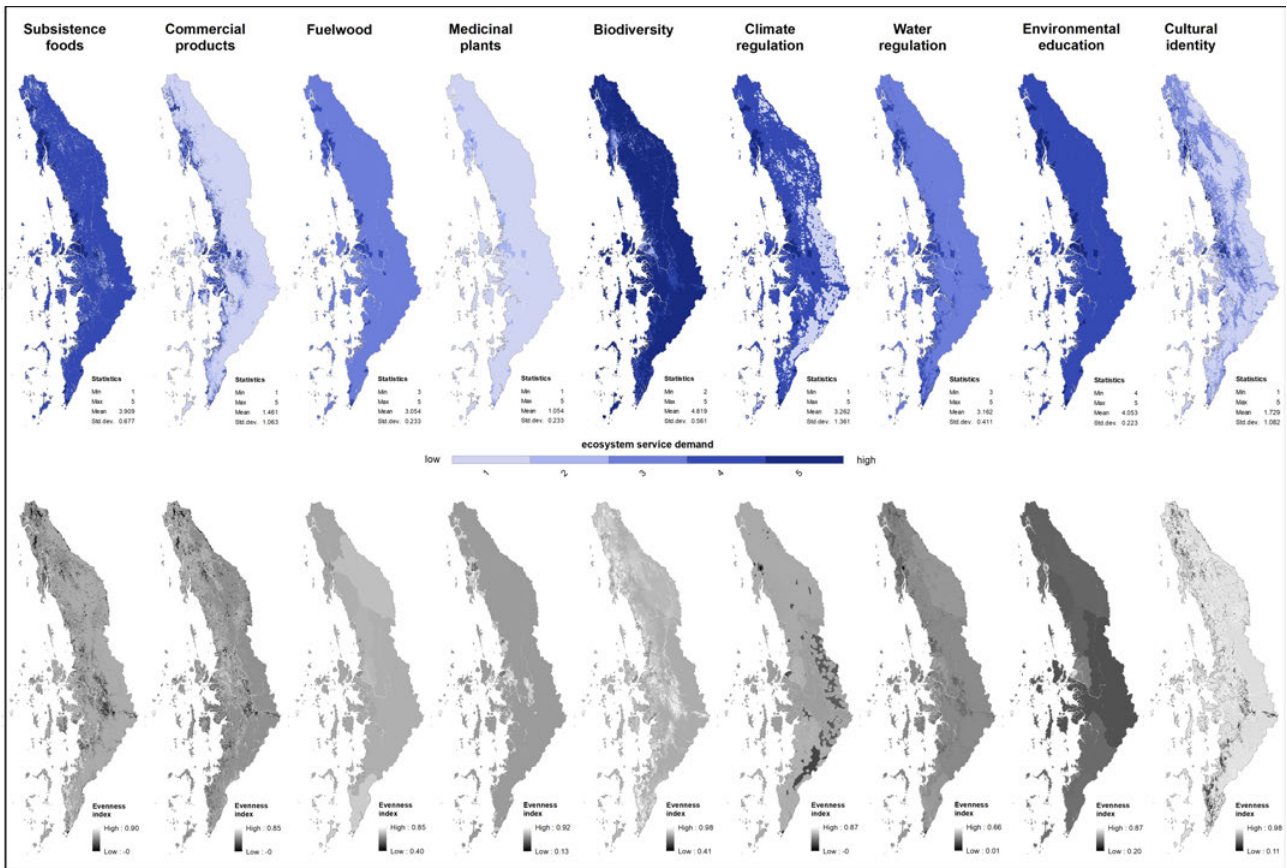 Subsistence
foods
Commercial
products
Fuelwood
Medicinal
plants
Biodiversity
Climate
regulation
Water
regulation
Environmental
education
Cultural
identity
Statistics
Min 1
Max 5
Mean 3.909
Std.dev. 0.677
Statistics
Min 1
Max 5
Mean 1.461
Std.dev. 1.063
Statistics
Min 3
Max 5
Mean 3.054
Std.dev. 0.233
Statistics
Min 1
Max 5
Mean 1.054
Std.dev. 0.233
Statistics
Min 2
Max 5
Mean 4.819
Std.dev. 0.561
Statistics
Min 1
Max 5
Mean 3.262
Std.dev. 1.361
Statistics
Min 3
Max 5
Mean 3.162
Std.dev. 0.411
Statistics
Min 4
Max 5
Mean 4.053
Std.dev. 0.223
Statistics
Min 1
Max 5
Mean 1.729
Std.dev. 1.082
ecosystem service demand
low high
1 2 3 4 5
Evenness
index
High : 0.90
Low : -0
Evenness
index
High : 0.85
Low : -0
Evenness
index
High : 0.85
Low : 0.40
Evenness
index
High : 0.92
Low : 0.13
Evenness
index
High : 0.98
Low : 0.41
Evenness
index
High : 0.87
Low : -0
Evenness
index
High : 0.66
Low : 0.01
Evenness
index
High : 0.87
Low : 0.20
Evenness
index
High : 0.98
Low : 0.11